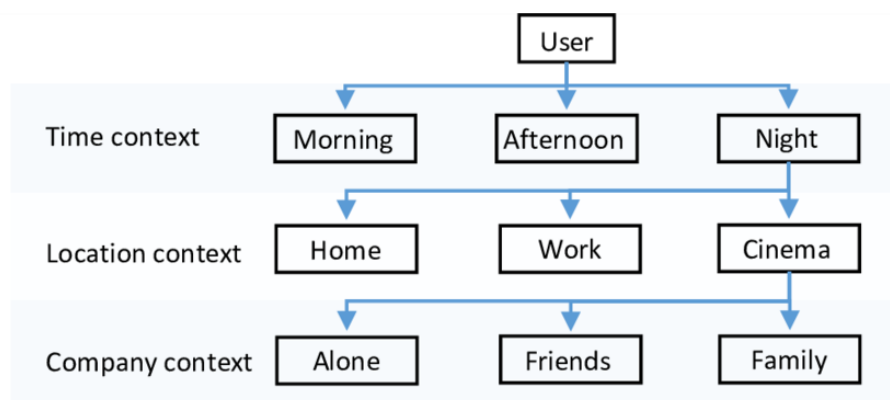 User
Time context
Morning
Afternoon
Night
Location context
Home
Work
Cinema
Company context
Alone
Friends
Family